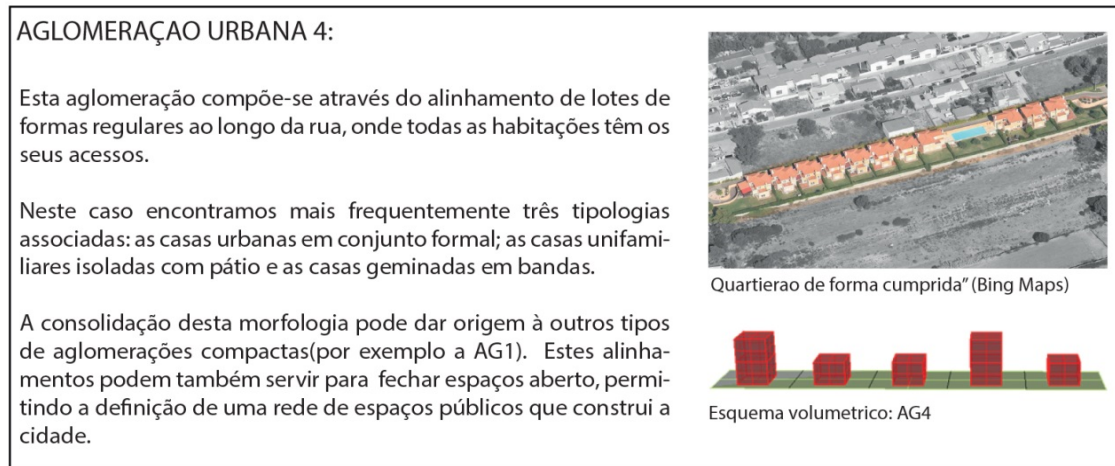 AGLOMERAÇAO URBANA 4:
Esta aglomeração compõe-se através do alinhamento de lotes de
formas regulares ao longo da rua, onde todas as habitações têm os
seus acessos.
Neste caso encontramos mais frequentemente três tipologias
associadas: as casas urbanas em conjunto formal; as casas unifami-
liares isoladas com pátio e as casas geminadas em bandas.
A consolidação desta morfologia pode dar origem à outros tipos
de aglomerações compactas(por exemplo a AG1). Estes alinha-
mentos podem também servir para fechar espaços aberto, permi-
tindo a definição de uma rede de espaços públicos que construi a
cidade.
Quartierao de forma cumprida” (Bing Maps)
Esquema volumetrico: AG4